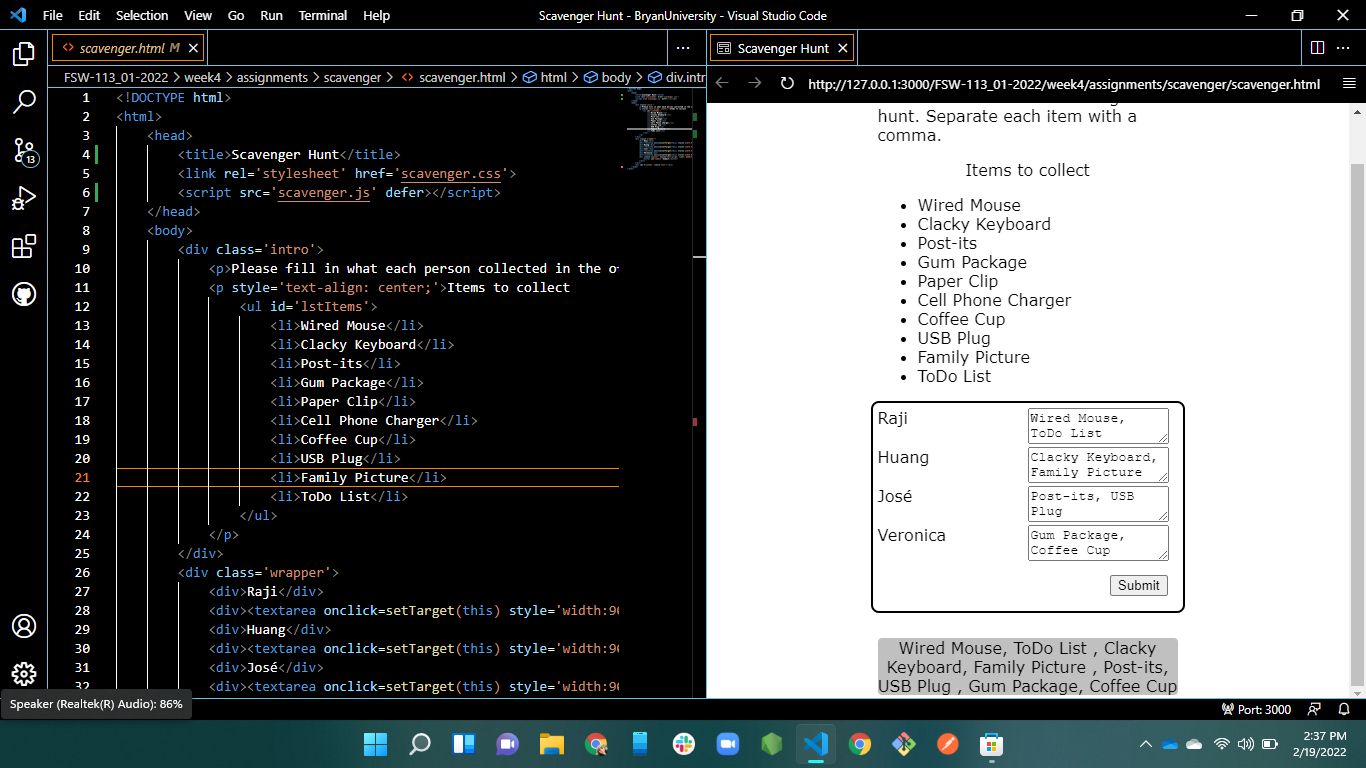 File Edit Selection View Go Run Terminal Help
Scavenger Hunt - BryanUniversity - Visual Studio Code
<> scavenger.html M
FSW-113_01-2022 > week4 > assignments > scavenger > <> scavenger.html > html > body > div.intr
1 <!DOCTYPE html>
2 <html>
3 <head>
4 <title>Scavenger Hunt</title>
5 <link rel='stylesheet' href='scavenger.css'>
6 <script src='scavenger.js' defer></script>
7 </head>
8 <body>
9 <div class='intro'>
10 <p>Please fill in what each person collected in the
11 <p style='text-align: center;'>Items to collect
12 <ul id='lstItems'>
13 <li>Wired Mouse</li>
14 <li>Clacky Keyboard</li>
15 <li>Post-its</li>
16 <li>Gum Package</li>
17 <li>Paper Clip</li>
18 <li>Cell Phone Charger</li>
19 <li>Coffee Cup</li>
20 <li>USB Plug</li>
21 <li>Family Picture</li>
22 <li>ToDo List</li>
23 </ul>
24 </p>
25 </div>
26 <div class='wrapper'>
27 <div>Raji</div>
28 <div><textarea onclick=setTarget(this) style='width:90
29 <div>Huang</div>
30 <div><textarea onclick=setTarget(this) style='width:90
31 <div>José</div>
32 <div><textarea onclick=setTarget(this) style='width:90
Scavenger Hunt
http://127.0.0.1:3000/FSW-113_01-2022/week4/assignments/scavenger/scavenger.html
hunt. Separate each item with a
comma.
Items to collect
• Wired Mouse
• Clacky Keyboard
• Post-its
• Gum Package
• Paper Clip
• Cell Phone Charger
• Coffee Cup
• USB Plug
• Family Picture
• ToDo List
Raji
Wired Mouse,
ToDo List
Huang
Clacky Keyboard,
Family Picture
José
Post-its, USB
Plug
Veronica
Gum Package,
Coffee Cup
Submit
Wired Mouse, ToDo List , Clacky
Keyboard, Family Picture , Post-its,
USB Plug , Gum Package, Coffee Cup
13
Speaker (Realtek(R) Audio): 86%
Port: 3000
2:37 PM
2/19/2022